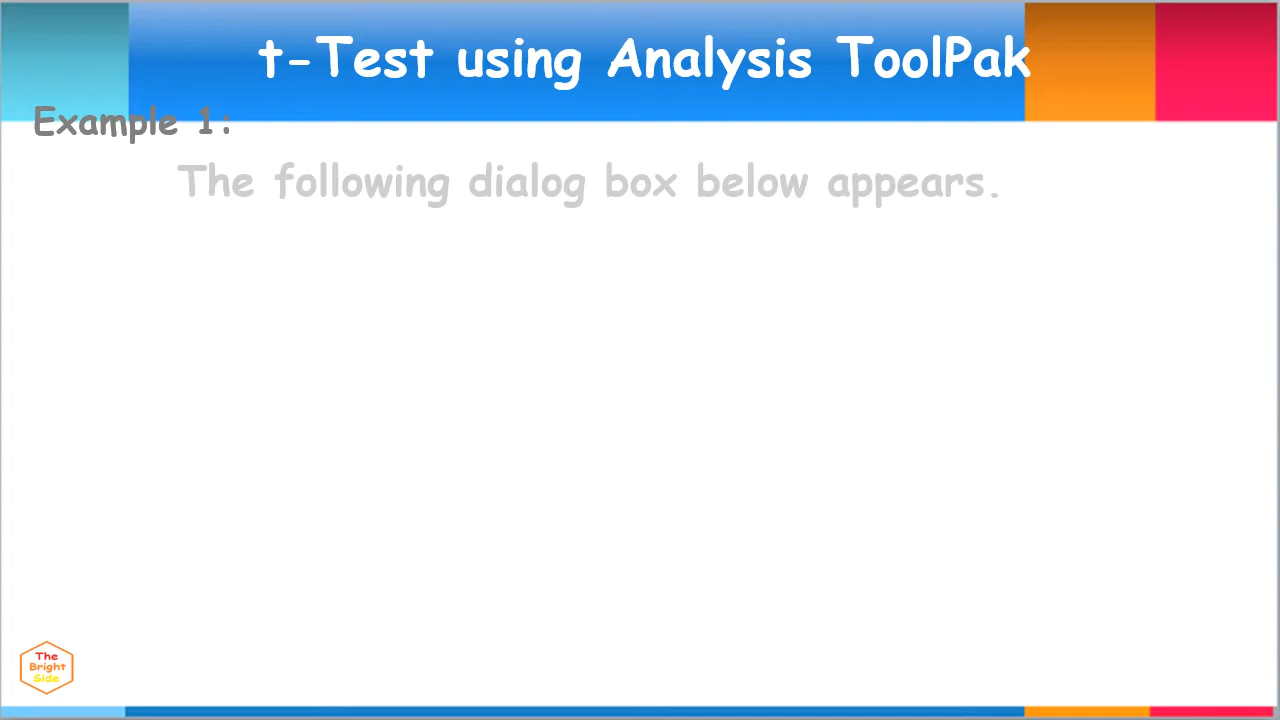 t-Test using Analysis ToolPak
Example 1:
The following dialog box below appears.
The
Bright
Side